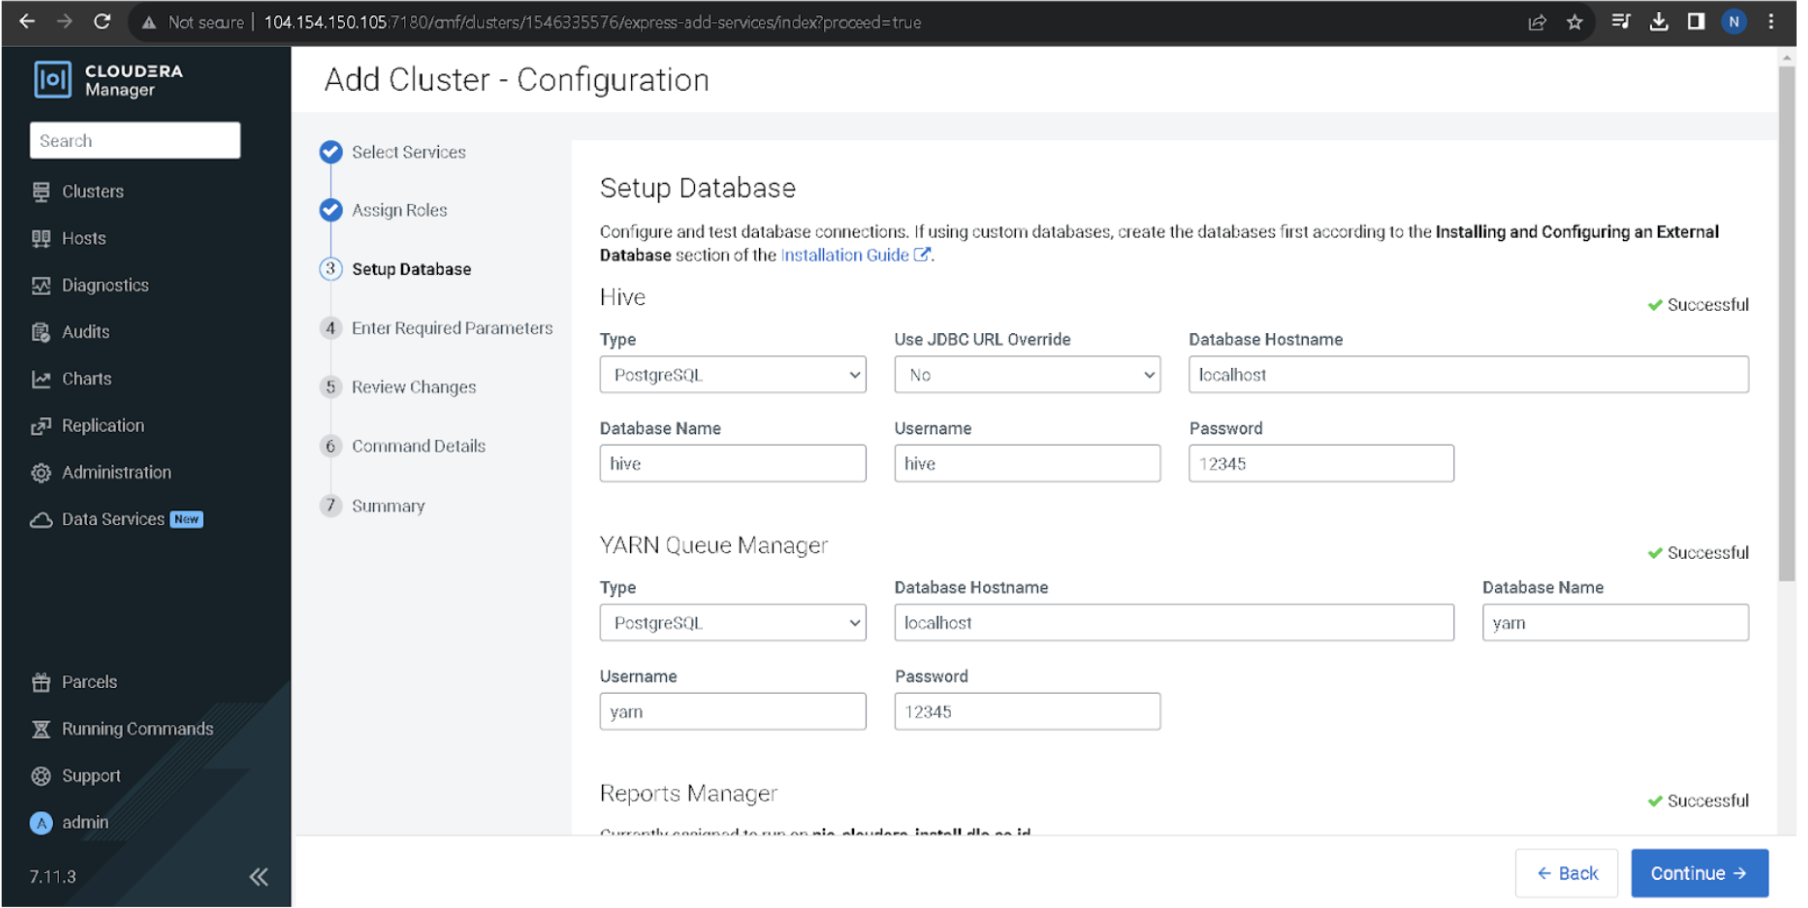 Not secure | 104.154.150.105:7180/cmf/clusters/1546335576/express-add-services/index?proceed=true
N
CLOUDERA
Manager
Search
Clusters
Hosts
Diagnostics
Audits
Charts
Replication
Administration
Data Services New
Parcels
Running Commands
Support
A admin
7.11.3
Add Cluster - Configuration
Select Services
Assign Roles
3 Setup Database
4 Enter Required Parameters
5 Review Changes
6 Command Details
7 Summary
Setup Database
Configure and test database connections. If using custom databases, create the databases first according to the Installing and Configuring an External
Database section of the Installation Guide.
Hive
Successful
Type Use JDBC URL Override Database Hostname
PostgreSQL No localhost
Database Name Username Password
hive hive 12345
YARN Queue Manager
Successful
Type Database Hostname Database Name
PostgreSQL localhost yarn
Username Password
yarn 12345
Reports Manager
Successful
Currently assigned to run on
Back Continue